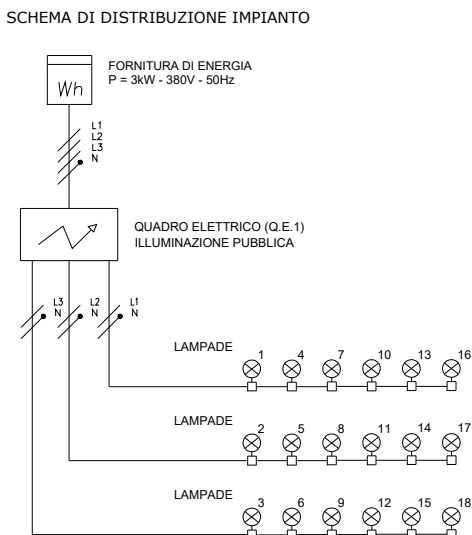 SCHEMA DI DISTRIBUZIONE IMPIANTO
FORNITURA DI ENERGIA
P = 3kW - 380V - 50Hz
Wh
L1
L2
L3
N
QUADRO ELETTRICO (Q.E.1)
ILLUMINAZIONE PUBBLICA
L3 L2 L1
N N N
LAMPADE 1 4 7 10 13 16
LAMPADE 2 5 8 11 14 17
LAMPADE 3 6 9 12 15 18